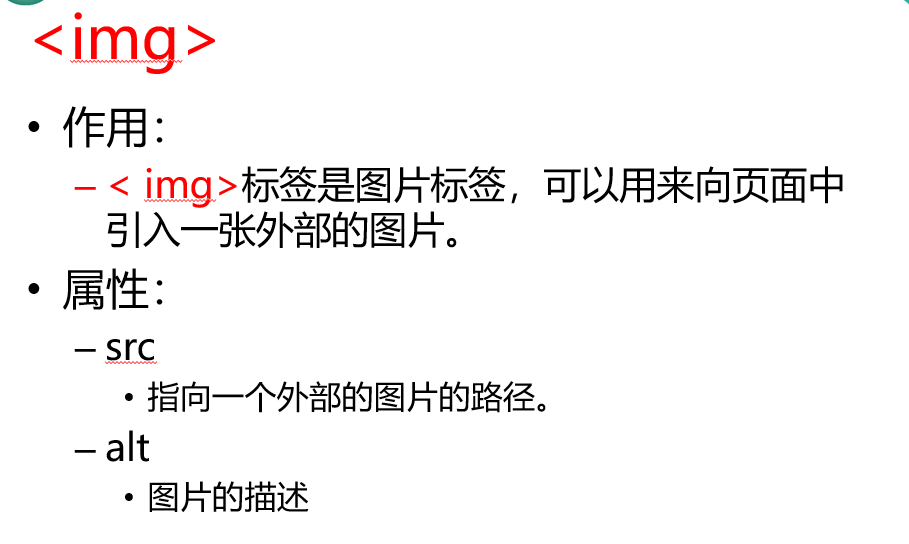 <img>
• 作用：
– < img>标签是图片标签，可以用来向页面中
引入一张外部的图片。
• 属性：
– src
• 指向一个外部的图片的路径。
– alt
• 图片的描述